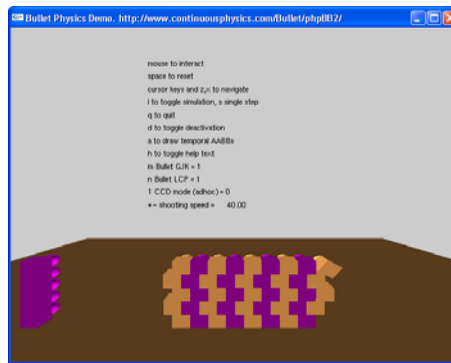 Bullet Physics Demo, http://www.continuousphysics.com/Bullet/phpBB2/
mouse to interact
space to reset
cursor keys and z,x to navigate
i to toggle simulation, s single step
q to quit
d to toggle deactivation
a to draw temporal AABBs
h to toggle help text
m Bullet GJK = 1
n Bullet LCP = 1
1 CCD mode (adhoc) = 0
+- shooting speed = 40.00